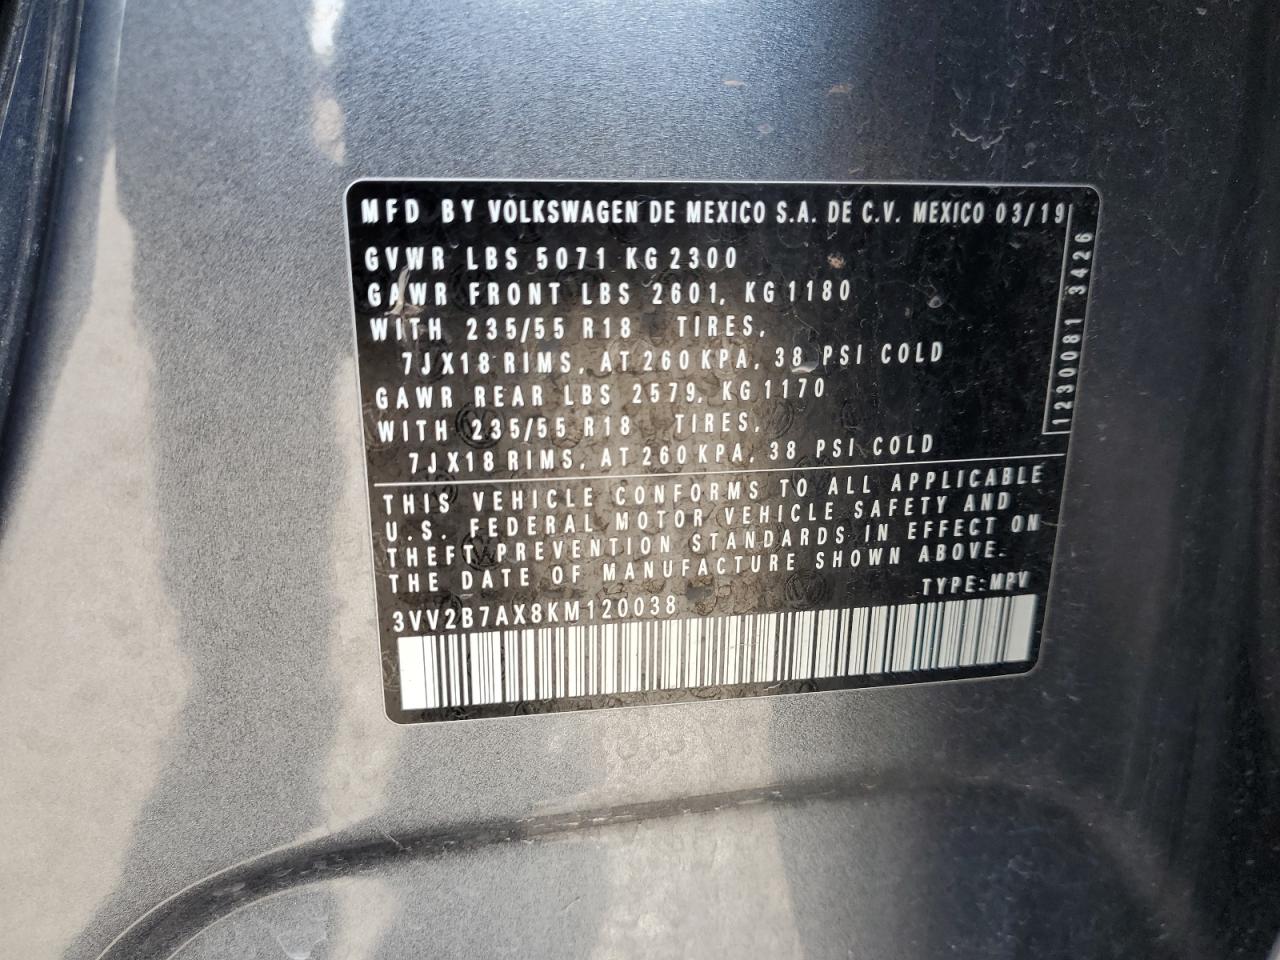 MFD BY VOLKSWAGEN DE MEXICO S.A. DE C.V. MEXICO 03/19
GVWR LBS 5071 KG 2300
GAWR FRONT LBS 2601, KG 1180
WITH 235/55 R18 TIRES,
7JX18 RIMS, AT 260 KPA, 38 PSI COLD
GAWR REAR LBS 2579, KG 1170
WITH 235/55 R18 TIRES,
7JX18 RIMS, AT 260 KPA, 38 PSI COLD
1230081 3426
THIS VEHICLE CONFORMS TO ALL APPLICABLE
U.S. FEDERAL MOTOR VEHICLE SAFETY AND
THEFT PREVENTION STANDARDS IN EFFECT ON
THE DATE OF MANUFACTURE SHOWN ABOVE.
TYPE:MPV
3VV2B7AX8KM120038